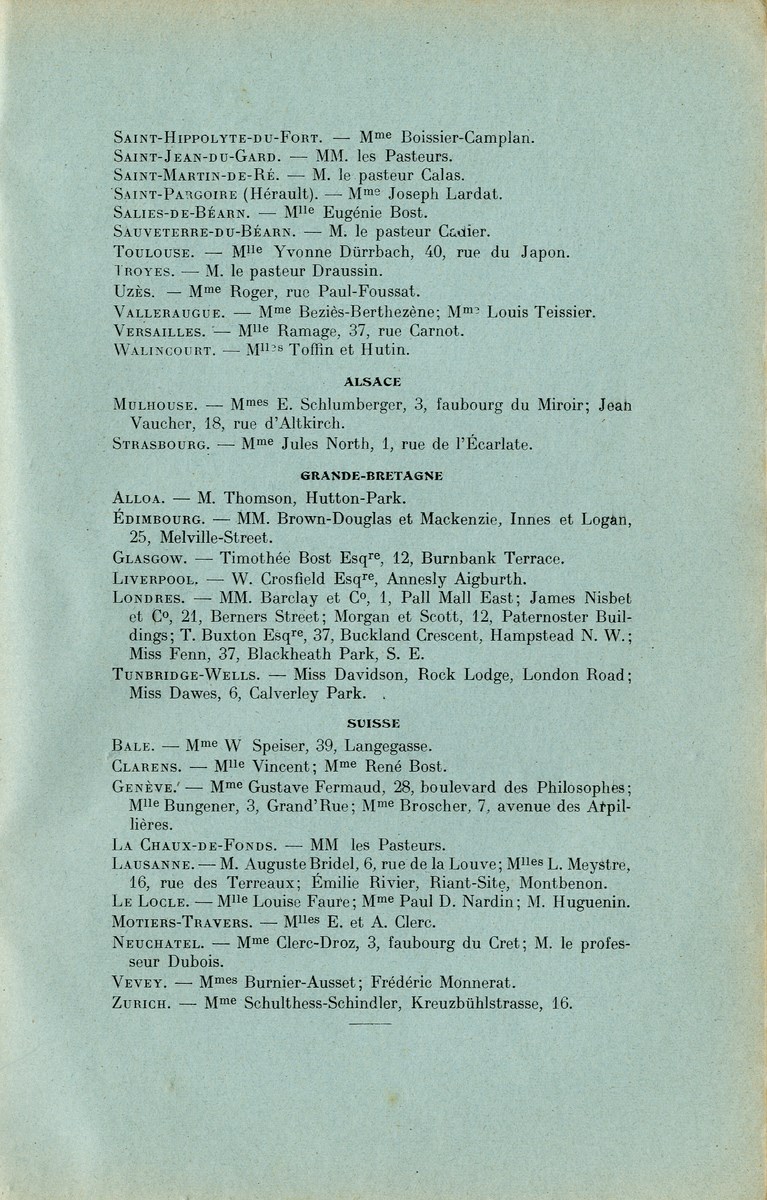 SAINT-HIPPOLYTE-DU-FORT. — Mme Boissier-Camplan.
SAINT-JEAN-DU-GARD. — MM. les Pasteurs.
SAINT-MARTIN-DE-RÉ. — M. le pasteur Calas.
SAINT-PARGOIRE (Hérault). — Mme Joseph Lardat.
SALIES-DE-BÉARN. — Mlle Eugénie Bost.
SAUVETERRE-DU-BÉARN. — M. le pasteur Cadier.
TOULOUSE. — Mlle Yvonne Dürrbach, 40, rue du Japon.
TROYES. — M. le pasteur Draussin.
UZÈS. — Mme Roger, rue Paul-Foussat.
VALLERAUGUE. — Mme Beziès-Berthezène; Mme Louis Teissier.
VERSAILLES. — Mlle Ramage, 37, rue Carnot.
WALINCOURT. — Mlles Toffin et Hutin.
ALSACE
MULHOUSE. — Mmes E. Schlumberger, 3, faubourg du Miroir; Jean
Vaucher, 18, rue d'Altkirch.
STRASBOURG. — Mme Jules North, 1, rue de l'Écarlate.
GRANDE-BRETAGNE
ALLOA. — M. Thomson, Hutton-Park.
ÉDIMBOURG. — MM. Brown-Douglas et Mackenzie, Innes et Logan,
25, Melville-Street.
GLASGOW. — Timothée Bost Esqre, 12, Burnbank Terrace.
LIVERPOOL. — W. Crosfield Esqre, Annesly Aigburth.
LONDRES. — MM. Barclay et Co, 1, Pall Mall East; James Nisbet
et Co, 21, Berners Street; Morgan et Scott, 12, Paternoster Buil-
dings; T. Buxton Esqre, 37, Buckland Crescent, Hampstead N. W.;
Miss Fenn, 37, Blackheath Park, S. E.
TUNBRIDGE-WELLS. — Miss Davidson, Rock Lodge, London Road;
Miss Dawes, 6, Calverley Park.
SUISSE
BALE. — Mme W Speiser, 39, Langegasse.
CLARENS. — Mlle Vincent; Mme René Bost.
GENÈVE. — Mme Gustave Fermaud, 28, boulevard des Philosophes;
Mlle Bungener, 3, Grand'Rue; Mme Broscher, 7, avenue des Arpil-
lières.
LA CHAUX-DE-FONDS. — MM les Pasteurs.
LAUSANNE. — M. Auguste Bridel, 6, rue de la Louve; Mlles L. Meystre,
16, rue des Terreaux; Émilie Rivier, Riant-Site, Montbenon.
LE LOCLE. — Mlle Louise Faure; Mme Paul D. Nardin; M. Huguenin.
MOTIERS-TRAVERS. — Mlles E. et A. Clerc.
NEUCHATEL. — Mme Clerc-Droz, 3, faubourg du Cret; M. le profes-
seur Dubois.
VEVEY. — Mmes Burnier-Ausset; Frédéric Monnerat.
ZURICH. — Mme Schulthess-Schindler, Kreuzbühlstrasse, 16.